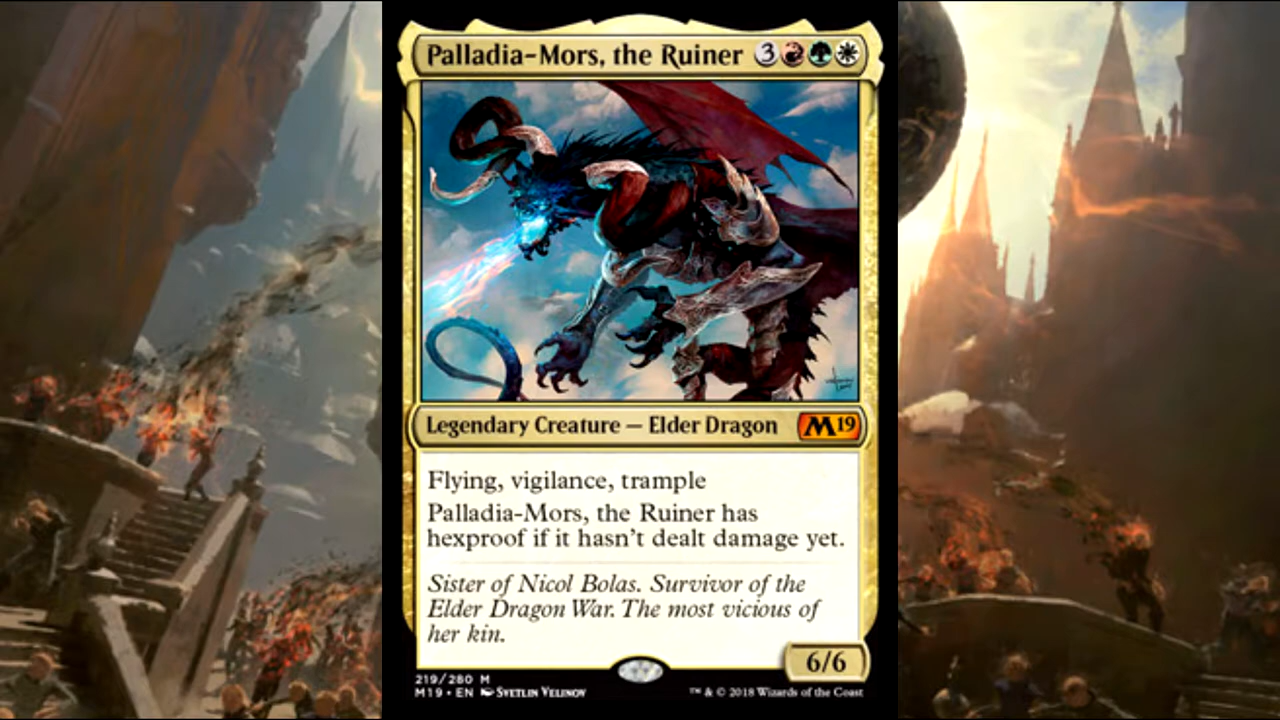 Palladia-Mors, the Ruiner 3
Legendary Creature — Elder Dragon M19
Flying, vigilance, trample
Palladia-Mors, the Ruiner has
hexproof if it hasn't dealt damage yet.
Sister of Nicol Bolas. Survivor of the
Elder Dragon War. The most vicious of
her kin.
6/6
219/280 M
M19 • EN Svetlin Velinov ™ & © 2018 Wizards of the Coast